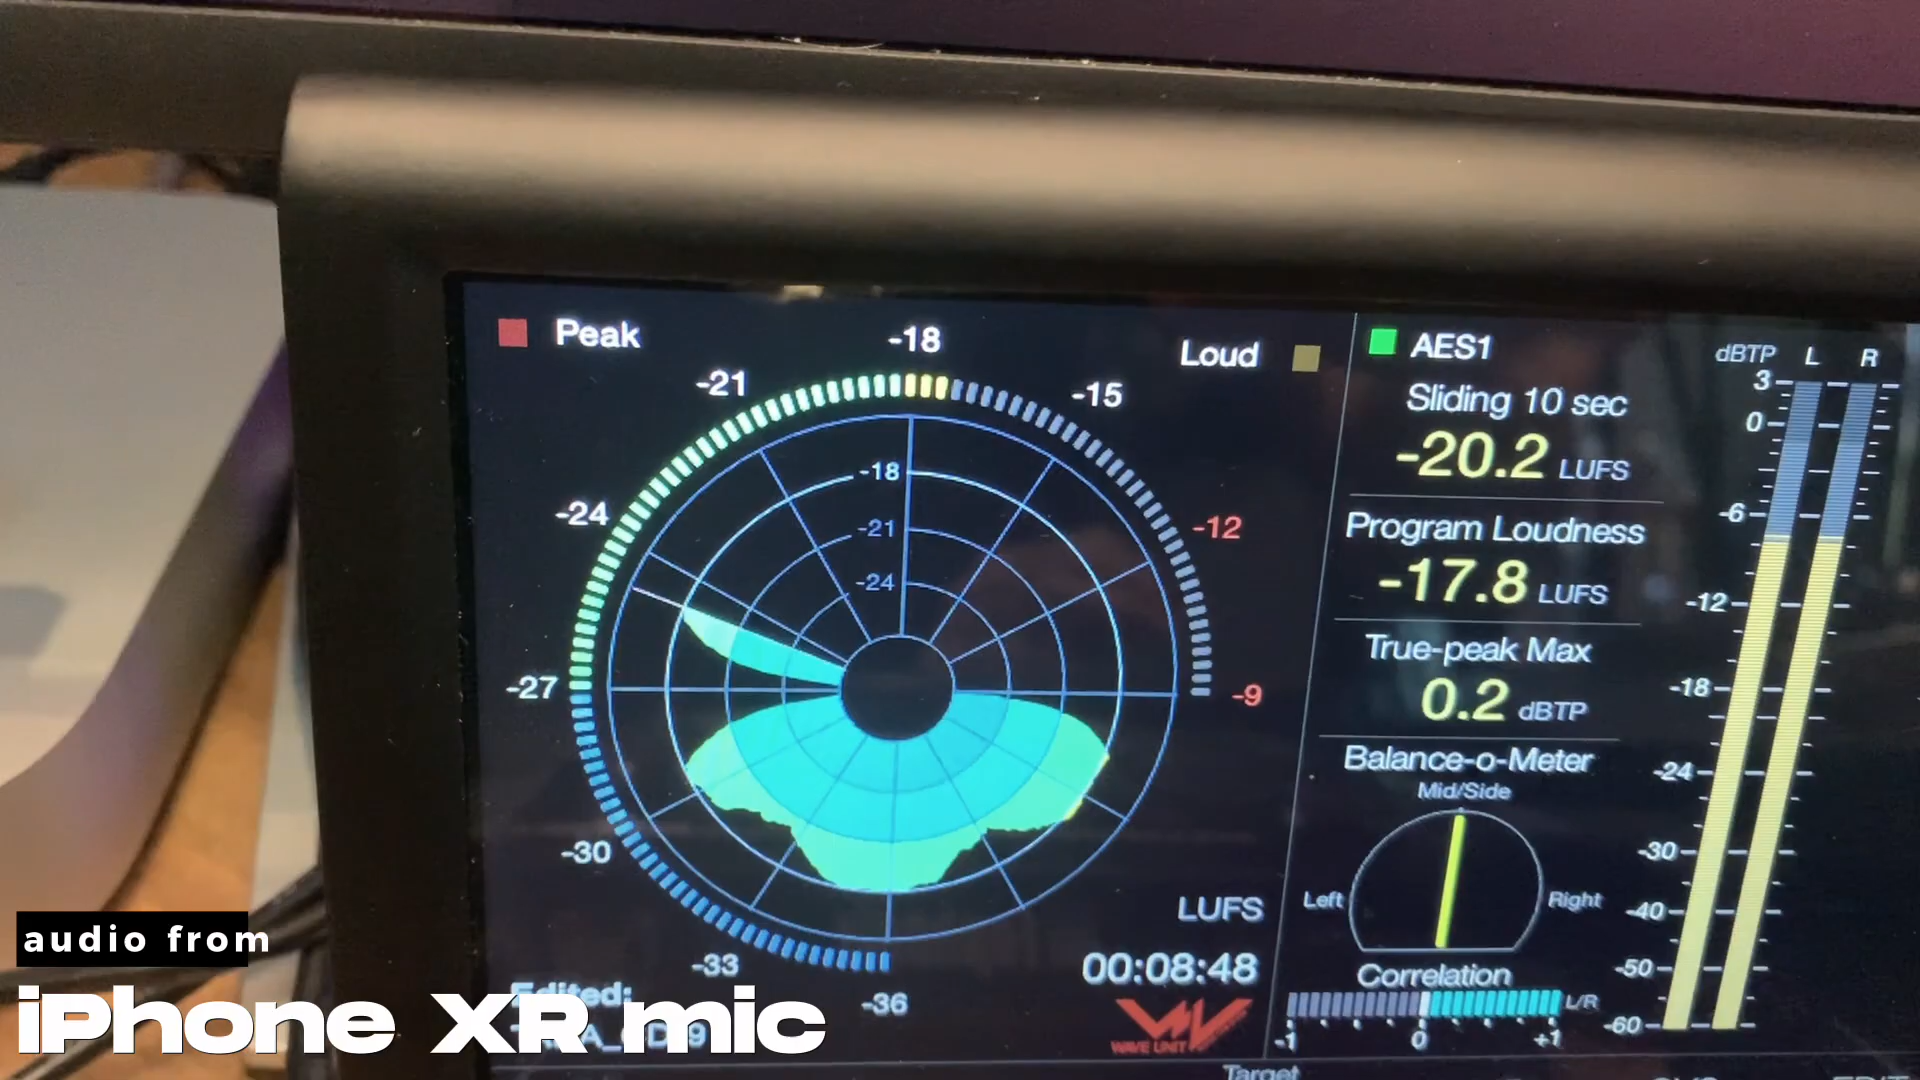 Peak
-18
Loud
-21
-15
-24
-12
-27
-9
-30
-33
-36
-18
-21
-24
LUFS
00:08:48
WAVE UNIT
Edited:
AES1
Sliding 10 sec
-20.2 LUFS
Program Loudness
-17.8 LUFS
True-peak Max
0.2 dBTP
Balance-o-Meter
Mid/Side
Left
Right
Correlation
L/R
-1
0
+1
dBTP L R
3
0
-6
-12
-18
-24
-30
-40
-50
-60
Target
audio from
iPhone XR mic